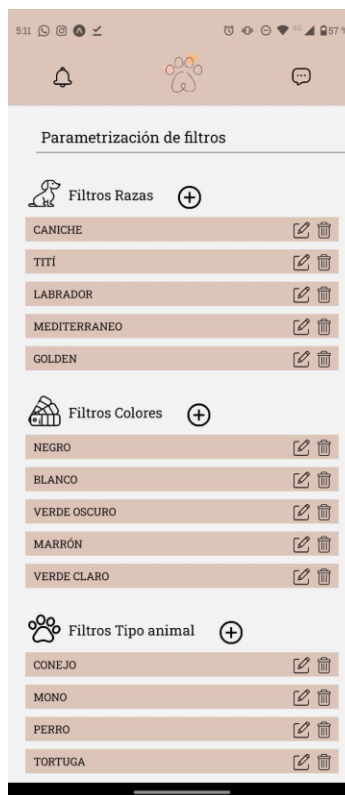 5:11 57 %
Parametrización de filtros
Filtros Razas
CANICHE
TITÍ
LABRADOR
MEDITERRANEO
GOLDEN
Filtros Colores
NEGRO
BLANCO
VERDE OSCURO
MARRÓN
VERDE CLARO
Filtros Tipo animal
CONEJO
MONO
PERRO
TORTUGA